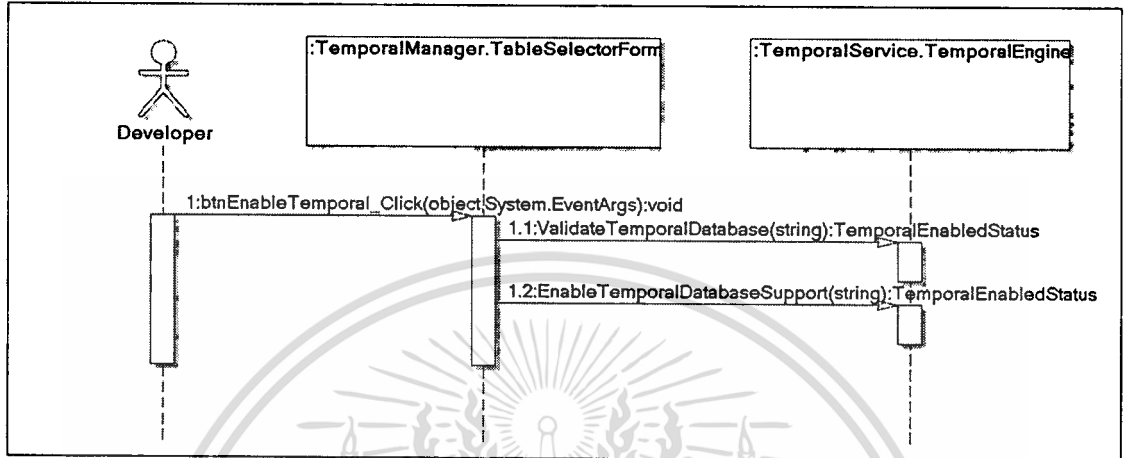 :TemporalManager.TableSelectorForm
:TemporalService.TemporalEngine
Developer
1:btnEnableTemporal_Click(object,System.EventArgs):void
1.1:ValidateTemporalDatabase(string):TemporalEnabledStatus
1.2:EnableTemporalDatabaseSupport(string):TemporalEnabledStatus